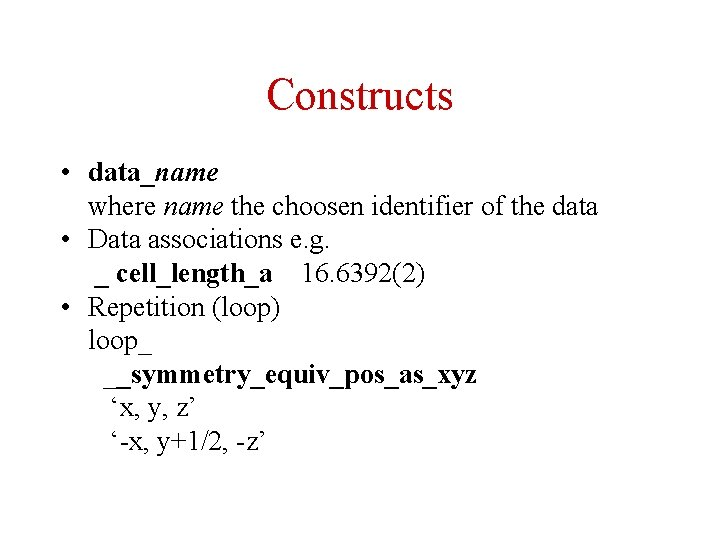 Constructs
• data_name
where name the choosen identifier of the data
• Data associations e.g.
_ cell_length_a 16. 6392(2)
• Repetition (loop)
loop_
__symmetry_equiv_pos_as_xyz
‘x, y, z’
‘-x, y+1/2, -z’